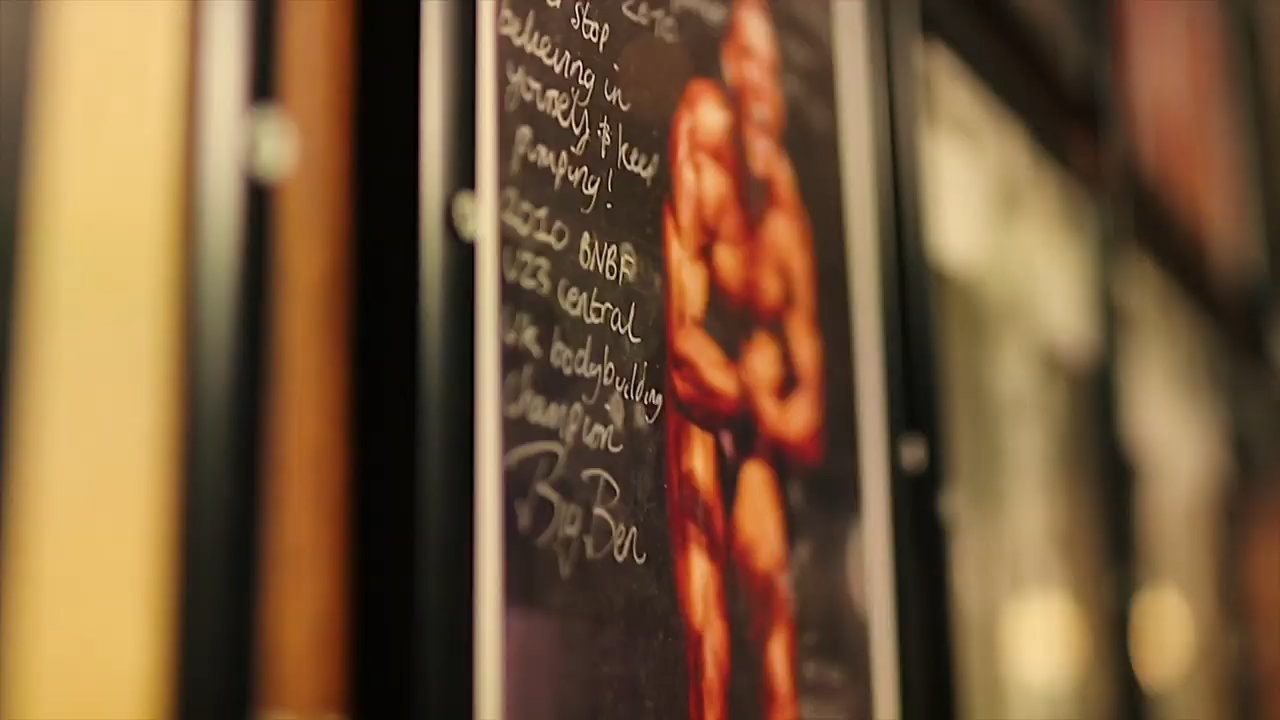 stop
believing in
yourself & keep
pumping!
2010 BNBF
U23 central
UK bodybuilding
champion
Big Ben